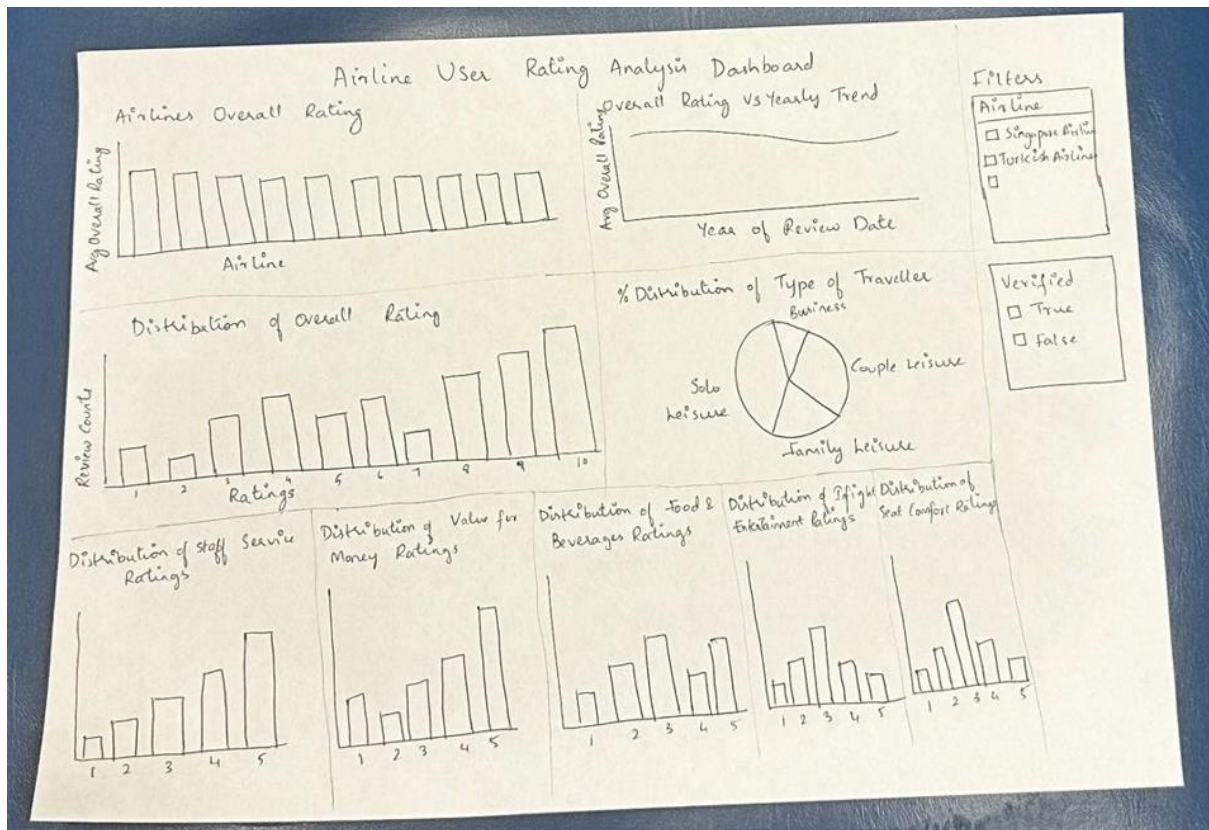 Airline User Rating Analysis Dashboard
Airlines Overall Rating
Avg Overall Rating
Airline
Overall Rating Vs Yearly Trend
Avg Overall Rating
Year of Review Date
Filters
Airline
Singapore Airlin
Turkish Airline
Verified
True
False
Distribution of Overall Rating
Review Counts
1 2 3 4 5 6 7 8 9 10
Ratings
% Distribution of Type of Traveller
Business
Couple Leisure
Solo
Leisure
Family Leisure
Distribution of Staff Service
Ratings
1 2 3 4 5
Distribution of Value for
Money Ratings
1 2 3 4 5
Distribution of Food &
Beverages Ratings
1 2 3 4 5
Distribution of Ifight
Entertaiment Ratings
1 2 3 4 5
Distribution of
Seat Comfort Ratings
1 2 3 4 5